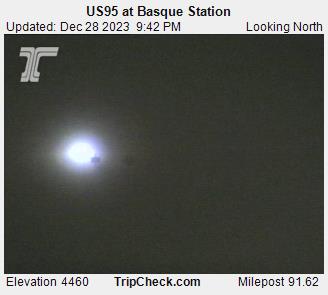 US95 at Basque Station
Updated: Dec 28 2023 9:42 PM Looking North
Elevation 4460 TripCheck.com Milepost 91.62